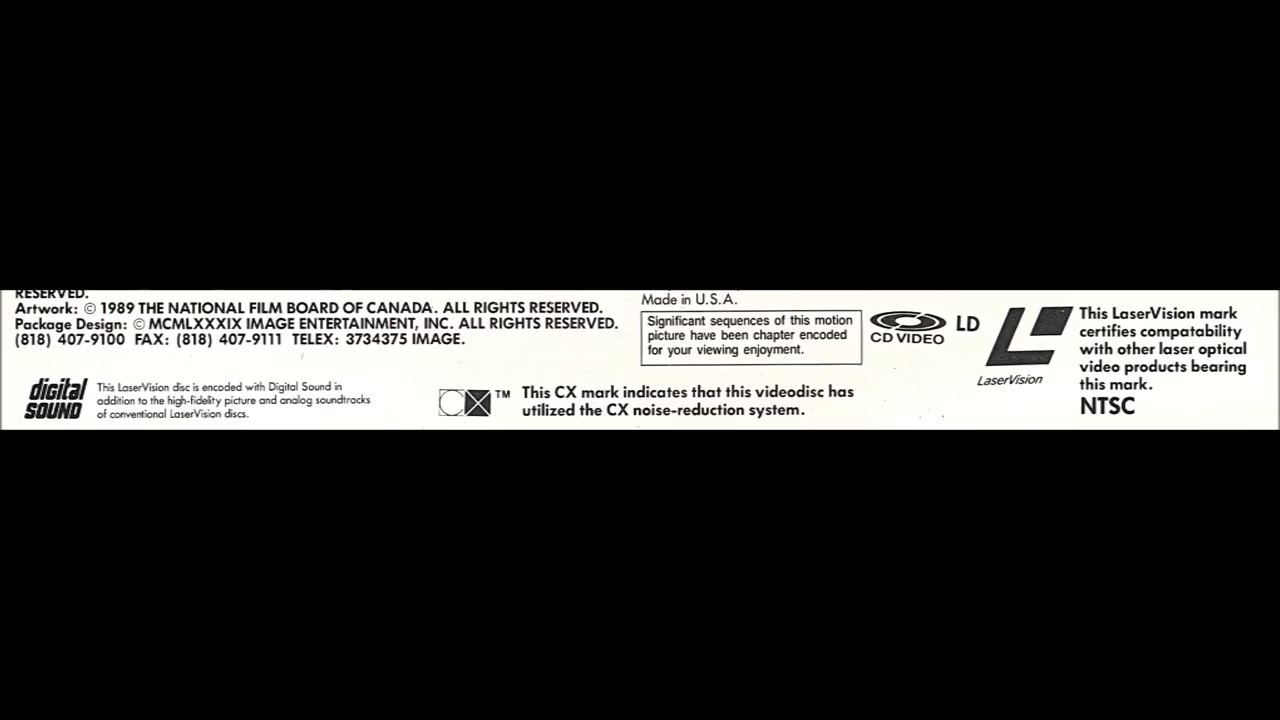 RESERVED.
Artwork: © 1989 THE NATIONAL FILM BOARD OF CANADA. ALL RIGHTS RESERVED.
Package Design: © MCMLXXXIX IMAGE ENTERTAINMENT, INC. ALL RIGHTS RESERVED.
(818) 407-9100 FAX: (818) 407-9111 TELEX: 3734375 IMAGE.
digital
SOUND
This LaserVision disc is encoded with Digital Sound in
addition to the high-fidelity picture and analog soundtracks
of conventional LaserVision discs.
TM
This CX mark indicates that this videodisc has
utilized the CX noise-reduction system.
Made in U.S.A.
Significant sequences of this motion
picture have been chapter encoded
for your viewing enjoyment.
CD VIDEO
LD
LaserVision
This LaserVision mark
certifies compatability
with other laser optical
video products bearing
this mark.
NTSC